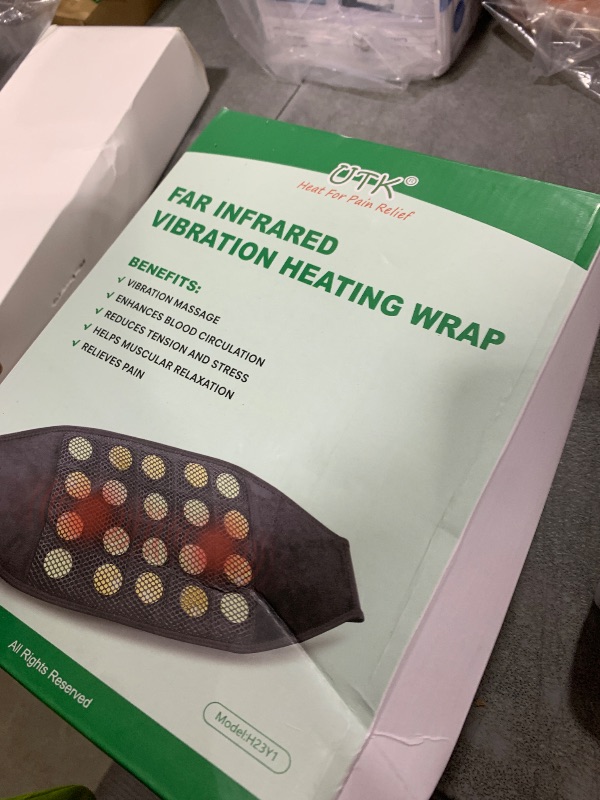 UTK®
Heat For Pain Relief
FAR INFRARED
VIBRATION HEATING WRAP
BENEFITS:
✓ VIBRATION MASSAGE
✓ ENHANCES BLOOD CIRCULATION
✓ REDUCES TENSION AND STRESS
✓ HELPS MUSCULAR RELAXATION
✓ RELIEVES PAIN
All Rights Reserved
Model:H23Y1